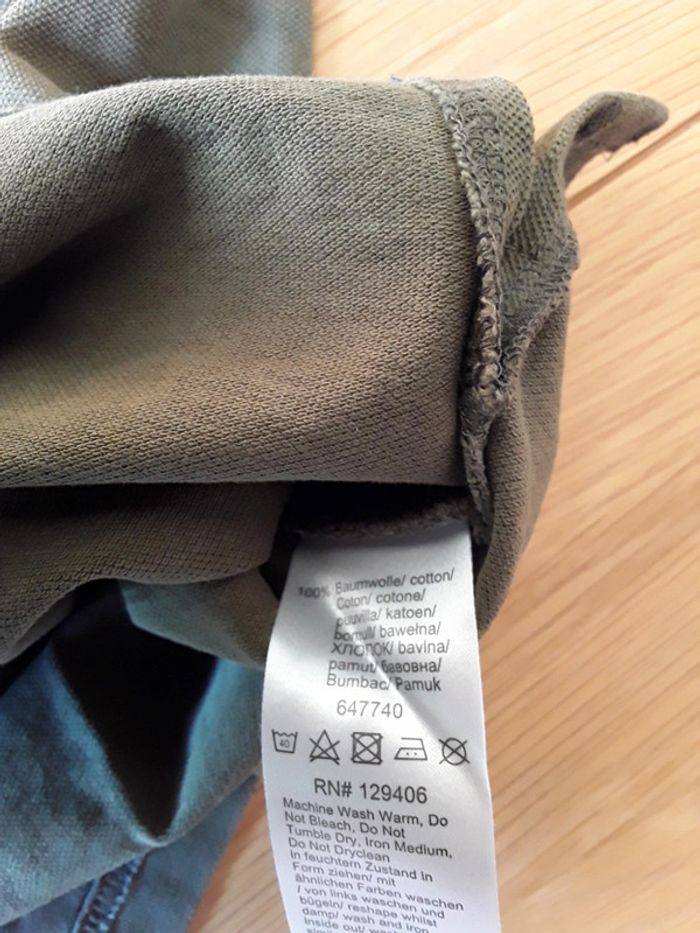 100% Baumwolle/ cotton/
Coton/ cotone/
puuvilla/ katoen/
bomull/ bawełna/
ХЛОПОК/ bavlna/
pamut/ бавовна/
Bumbac/ Pamuk
647740
40
RN# 129406
Machine Wash Warm, Do
Not Bleach, Do Not
Tumble Dry, Iron Medium,
Do Not Dryclean
in feuchtem Zustand in
Form ziehen/ mit
ähnlichen Farben waschen
/ von links waschen und
bügeln/ reshape whilst
damp/ wash and iron
inside out/